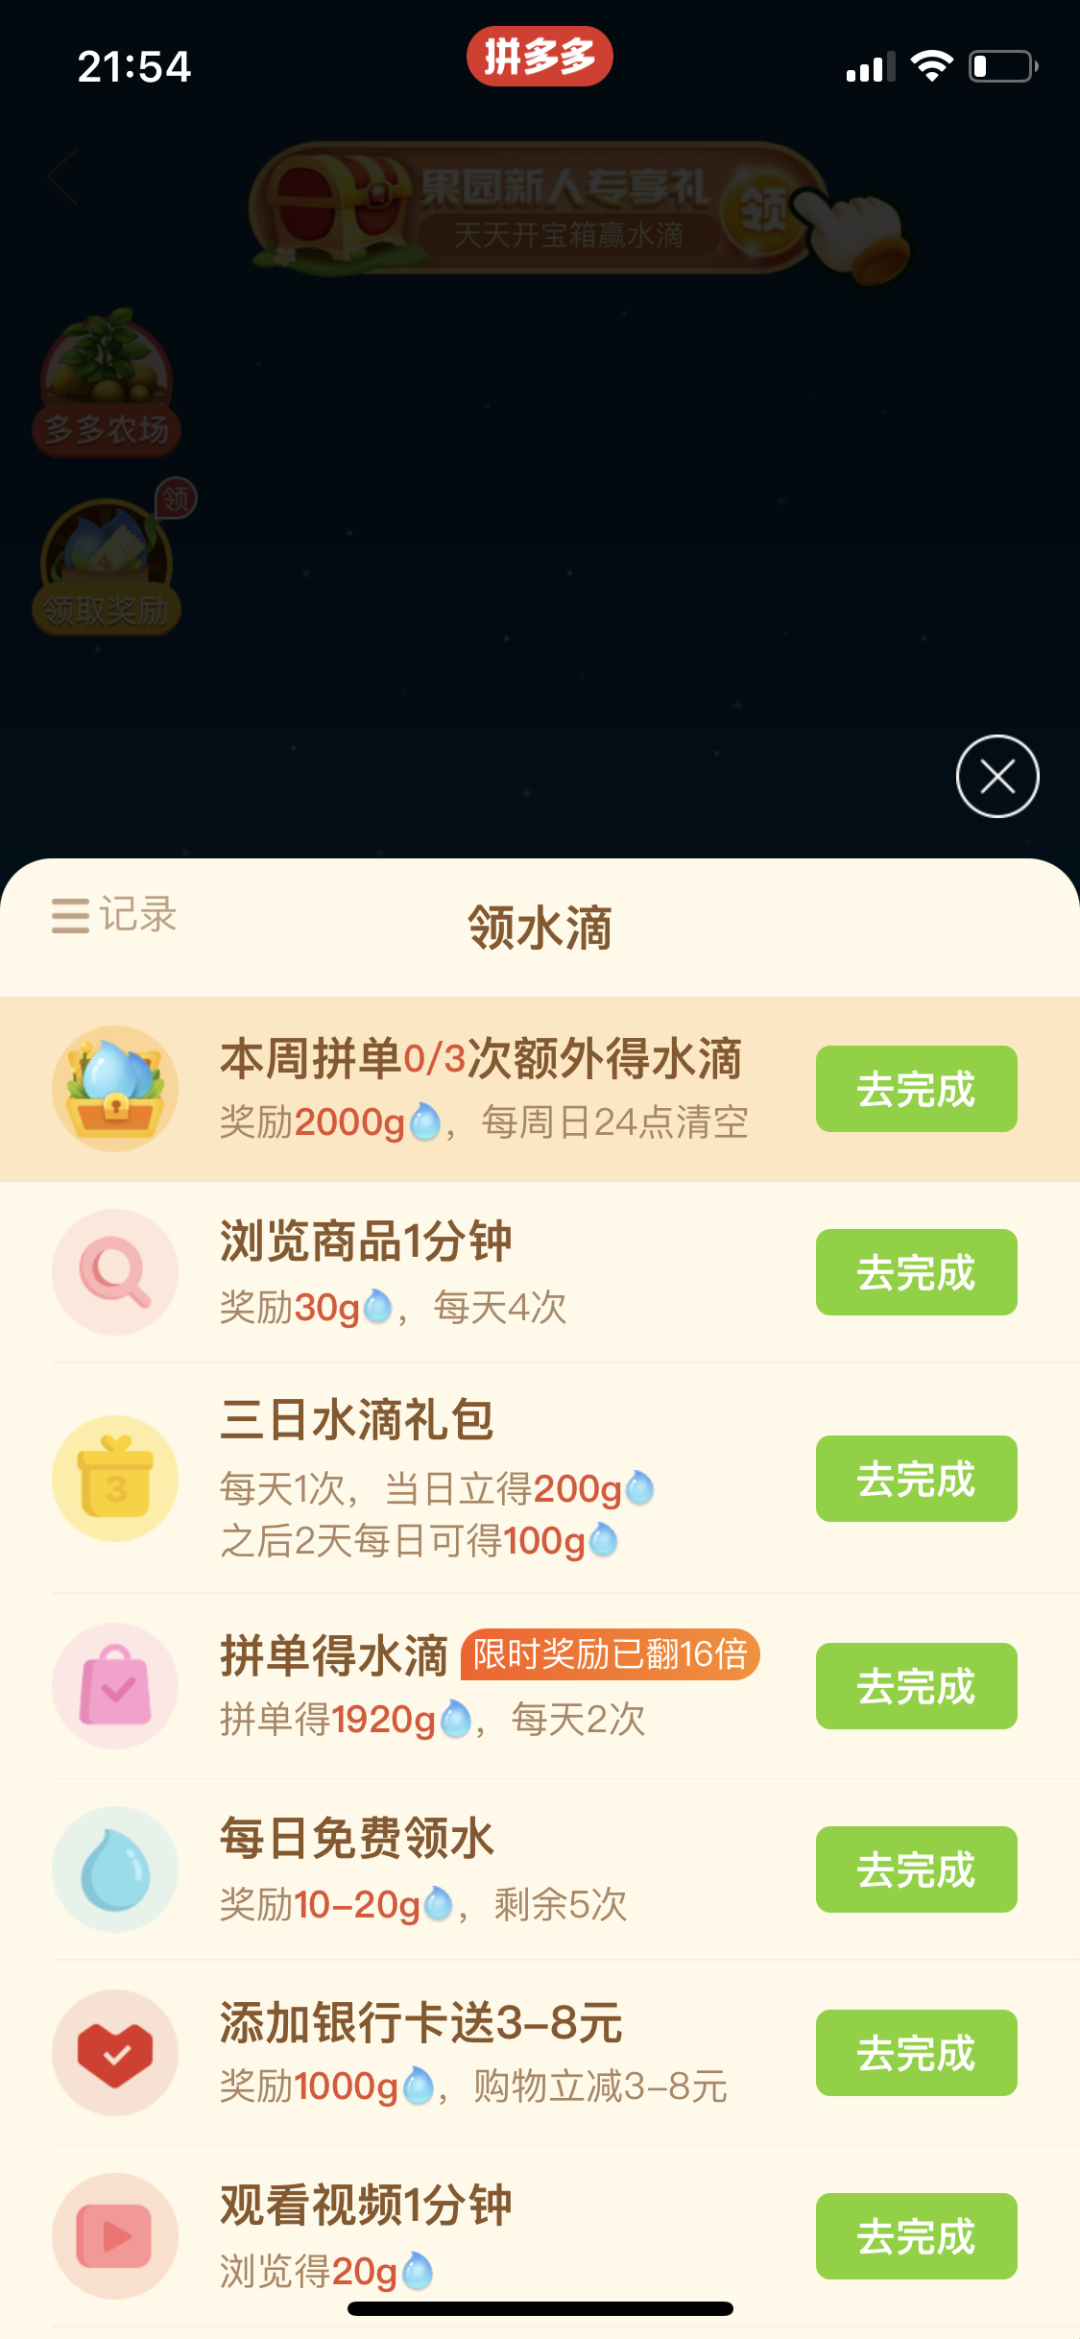 21:54
拼多多
果园新人专享礼
领
天天开宝箱赢水滴
多多农场
领
领取奖励
记录
领水滴
本周拼单0/3次额外得水滴
奖励2000g，每周日24点清空
去完成
浏览商品1分钟
奖励30g，每天4次
去完成
三日水滴礼包
3
每天1次，当日立得200g
之后2天每日可得100g
去完成
拼单得水滴 限时奖励已翻16倍
拼单得1920g，每天2次
去完成
每日免费领水
奖励10-20g，剩余5次
去完成
添加银行卡送3-8元
奖励1000g，购物立减3-8元
去完成
观看视频1分钟
浏览得20g
去完成